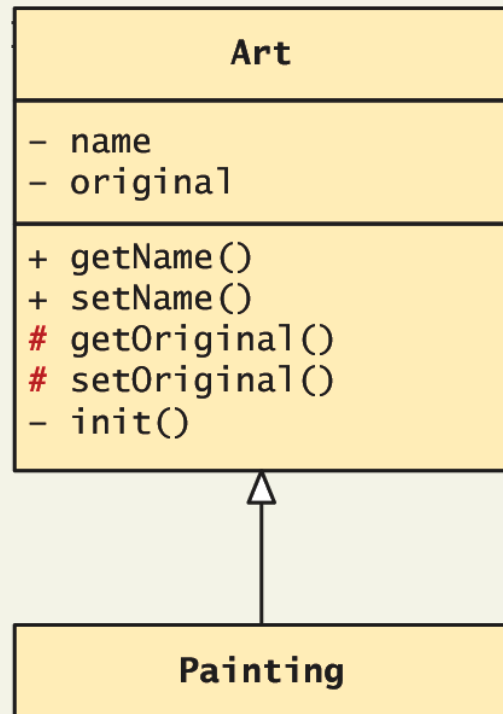 Art
- name
- original
+ getName()
+ setName()
# getOriginal()
# setOriginal()
- init()
Painting